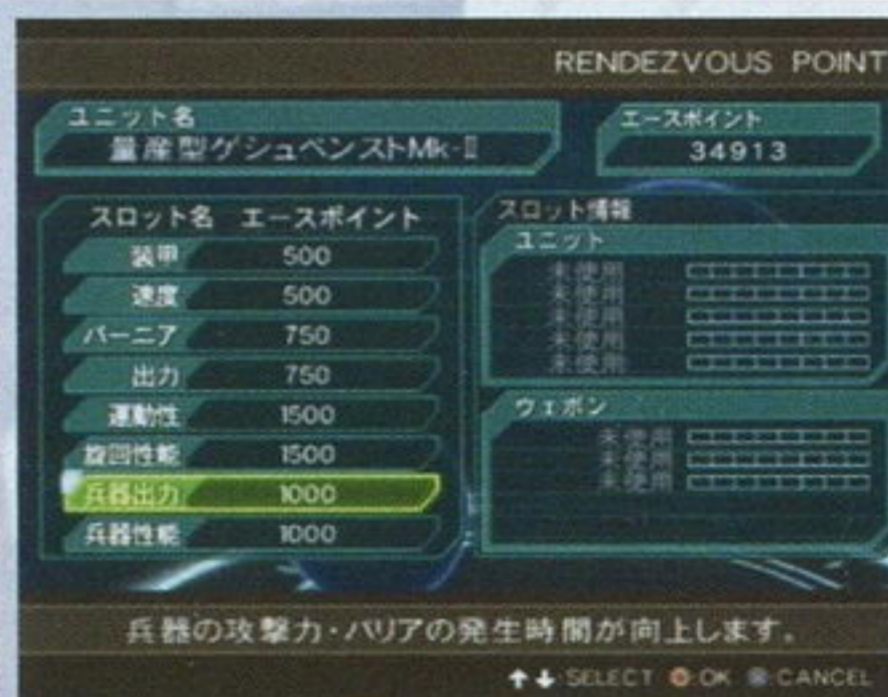 RENDEZVOUS POINT
ユニット名
量産型ゲシュペンストMk-Ⅱ
エースポイント
34913
スロット名 エースポイント
装甲 500
速度 500
バーニア 750
出力 750
運動性 1500
旋回性能 1500
兵器出力 1000
兵器性能 1000
スロット情報
ユニット
未使用
未使用
未使用
未使用
未使用
ウェポン
未使用
未使用
未使用
兵器の攻撃力・バリアの発生時間が向上します。
↑↓:SELECT ○:OK ×:CANCEL